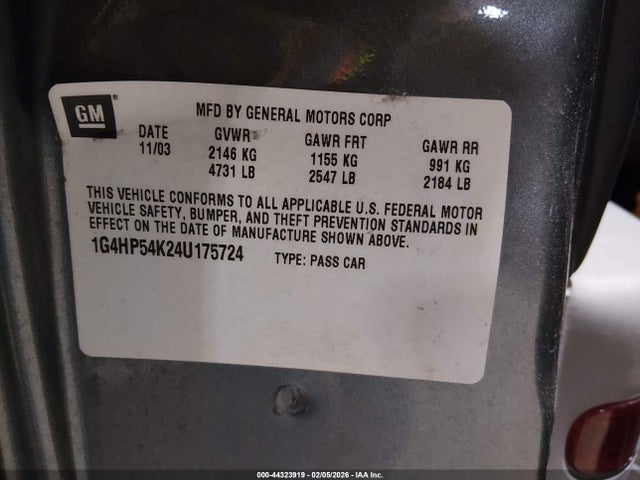 GM ®
MFD BY GENERAL MOTORS CORP
DATE GVWR GAWR FRT GAWR RR
11/03 2146 KG 1155 KG 991 KG
4731 LB 2547 LB 2184 LB
THIS VEHICLE CONFORMS TO ALL APPLICABLE U.S. FEDERAL MOTOR
VEHICLE SAFETY, BUMPER, AND THEFT PREVENTION STANDARDS IN
EFFECT ON THE DATE OF MANUFACTURE SHOWN ABOVE.
1G4HP54K24U175724 TYPE: PASS CAR
000-44323919 - 02/05/2026 - IAA Inc.